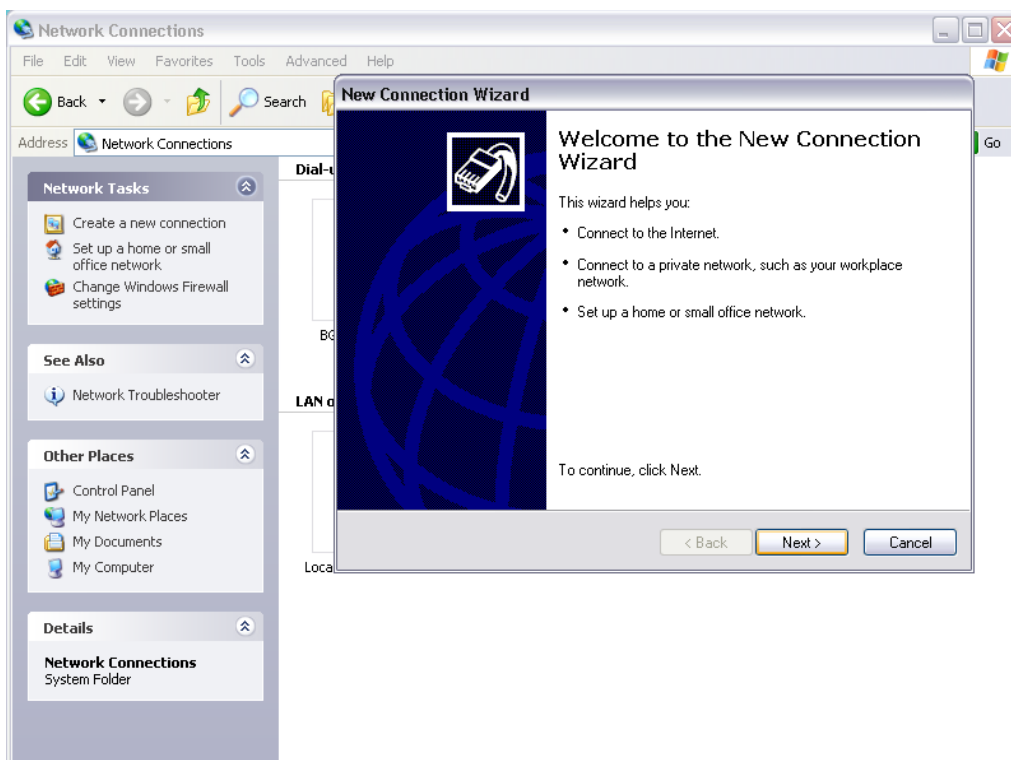 Network Connections
File Edit View Favorites Tools Advanced Help
Back
Search
Address Network Connections
Go
Network Tasks
Create a new connection
Set up a home or small
office network
Change Windows Firewall
settings
See Also
Network Troubleshooter
Other Places
Control Panel
My Network Places
My Documents
My Computer
Details
Network Connections
System Folder
Dial-u
BG
LAN o
Loca
New Connection Wizard
Welcome to the New Connection
Wizard
This wizard helps you:
• Connect to the Internet.
• Connect to a private network, such as your workplace
network.
• Set up a home or small office network.
To continue, click Next.
< Back Next > Cancel